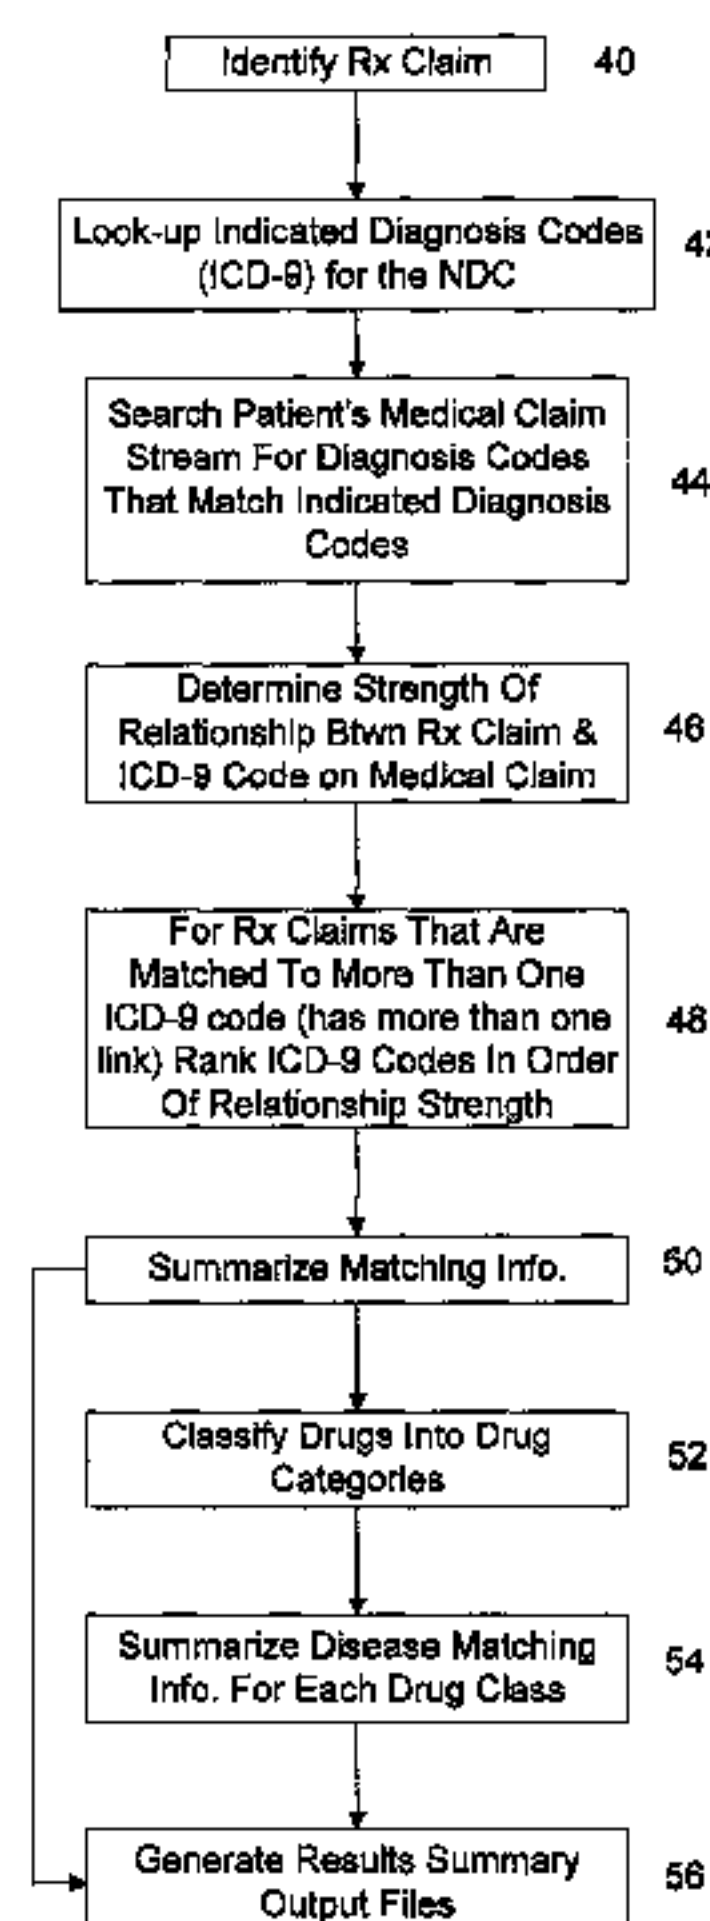 Identify Rx Claim 40
Look-up Indicated Diagnosis Codes
(ICD-9) for the NDC
Search Patient's Medical Claim
Stream For Diagnosis Codes
That Match Indicated Diagnosis
Codes
44
Determine Strength Of
Relationship Btwn Rx Claim &
ICD-9 Code on Medical Claim
46
For Rx Claims That Are
Matched To More Than One
ICD-9 code (has more than one
link) Rank ICD-9 Codes In Order
Of Relationship Strength
48
Summarize Matching Info. 50
Classify Drugs Into Drug
Categories
52
Summarize Disease Matching
Info. For Each Drug Class
54
Generate Results Summary
Output Files
56